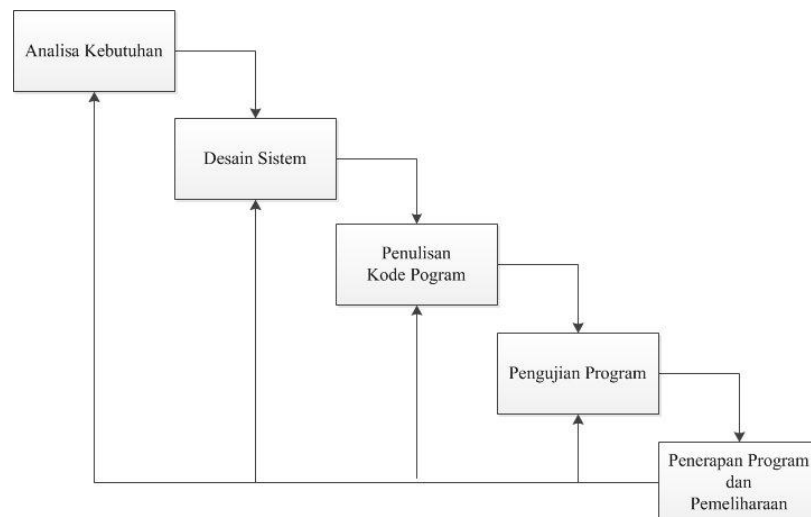 Analisa Kebutuhan
Desain Sistem
Penulisan
Kode Pogram
Pengujian Program
Penerapan Program
dan
Pemeliharaan